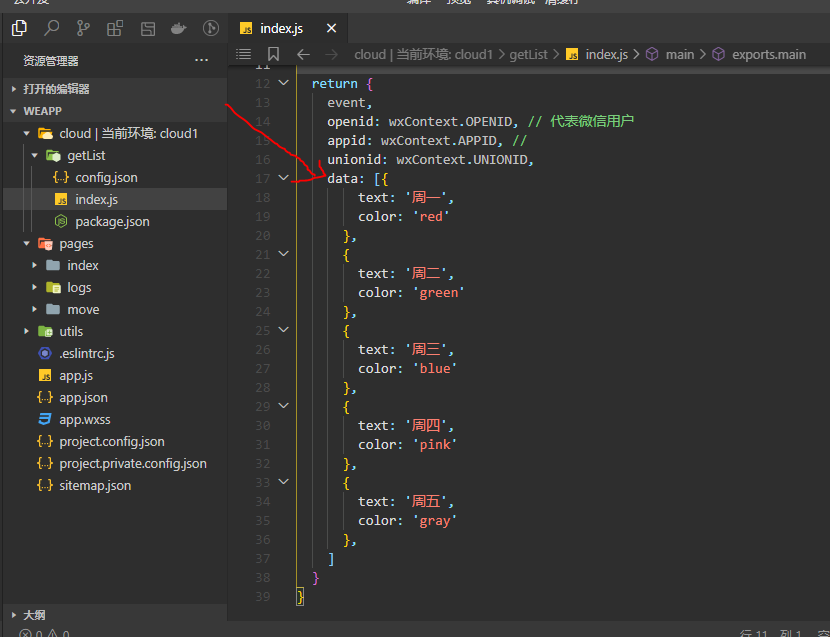 index.js
资源管理器
cloud | 当前环境: cloud1 > getList > index.js > main > exports.main
打开的编辑器
WEAPP
cloud | 当前环境: cloud1
getList
config.json
index.js
package.json
pages
index
logs
move
utils
.eslintrc.js
app.js
app.json
app.wxss
project.config.json
project.private.config.json
sitemap.json
大纲
11
12 return {
13 event,
14 openid: wxContext.OPENID, // 代表微信用户
15 appid: wxContext.APPID, //
16 unionid: wxContext.UNIONID,
17 data: [{
18 text: '周一',
19 color: 'red'
20 },
21 {
22 text: '周二',
23 color: 'green'
24 },
25 {
26 text: '周三',
27 color: 'blue'
28 },
29 {
30 text: '周四',
31 color: 'pink'
32 },
33 {
34 text: '周五',
35 color: 'gray'
36 },
37 ]
38 }
39 }
0 0
行 11, 列 1